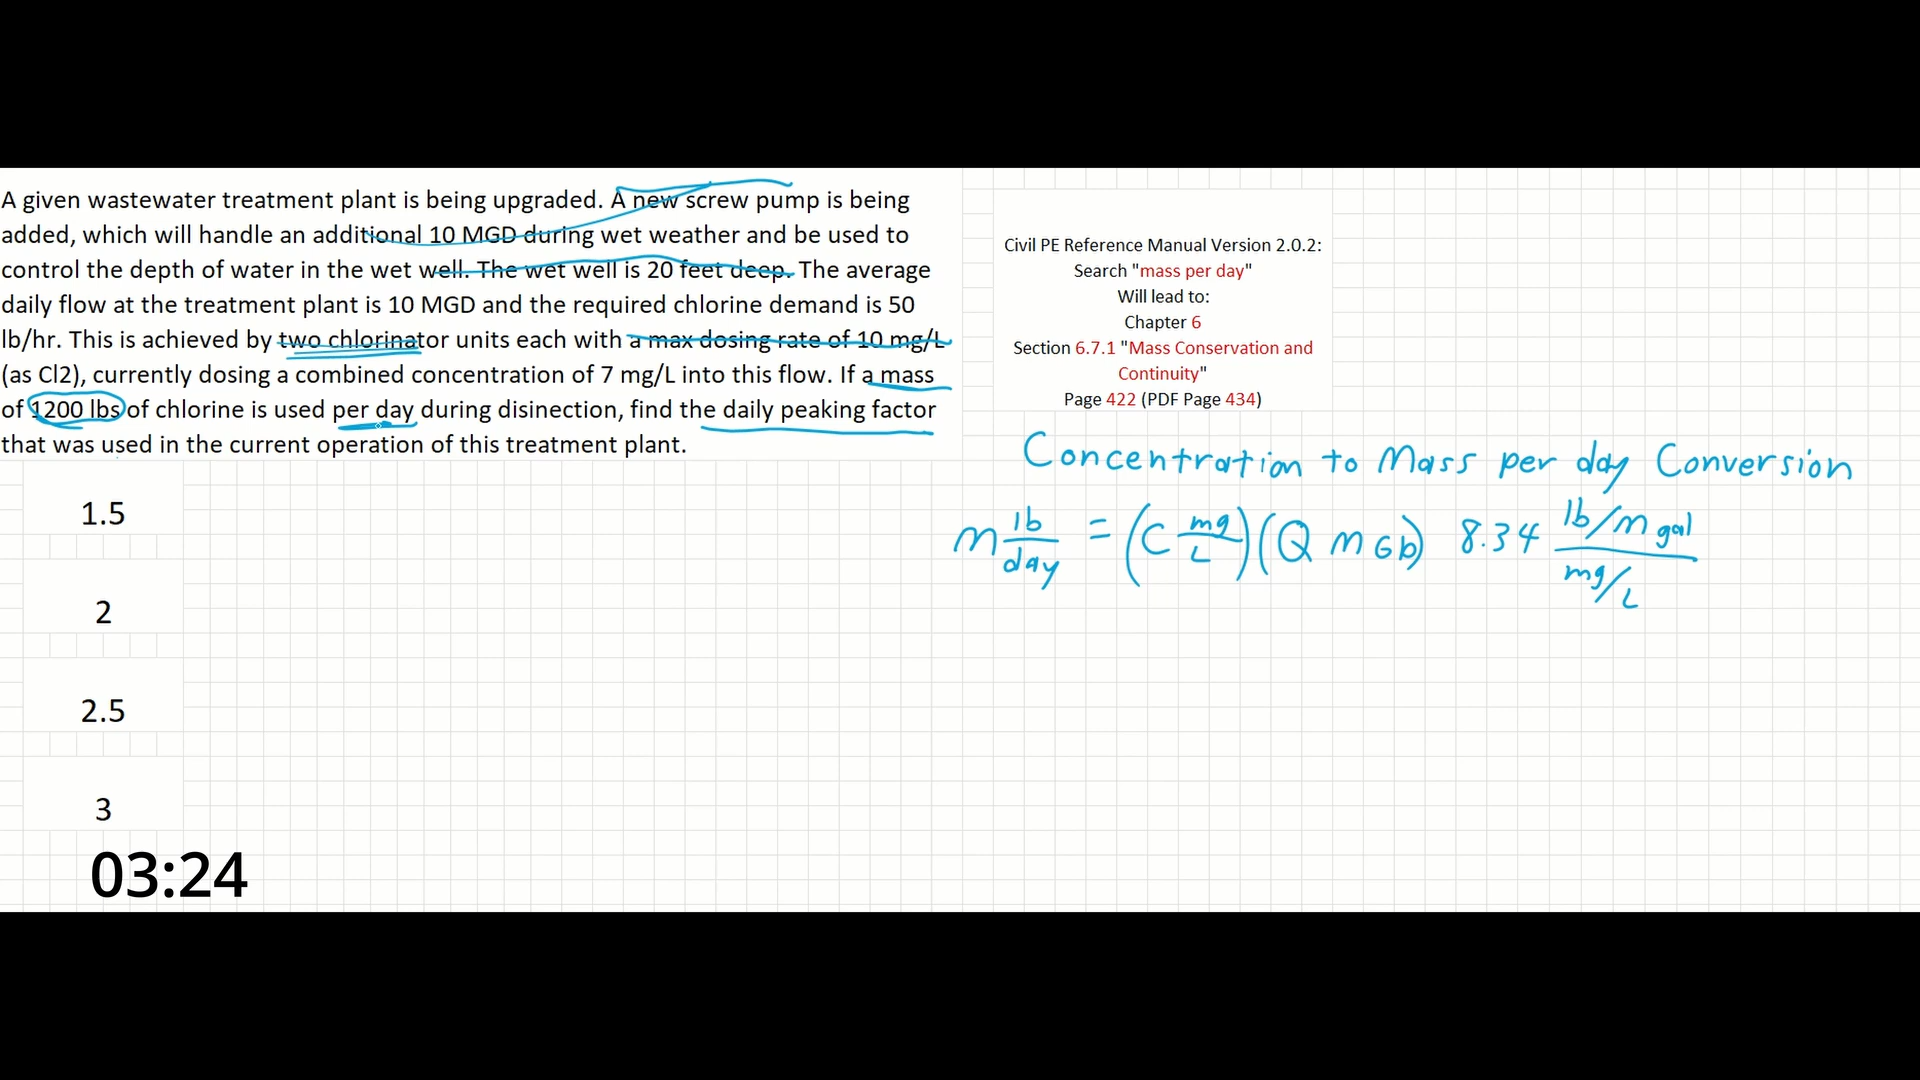 A given wastewater treatment plant is being upgraded. A new screw pump is being
added, which will handle an additional 10 MGD during wet weather and be used to
control the depth of water in the wet well. The wet well is 20 feet deep. The average
daily flow at the treatment plant is 10 MGD and the required chlorine demand is 50
lb/hr. This is achieved by two chlorinator units each with a max dosing rate of 10 mg/L
(as Cl2), currently dosing a combined concentration of 7 mg/L into this flow. If a mass
of 1200 lbs of chlorine is used per day during disinection, find the daily peaking factor
that was used in the current operation of this treatment plant.
1.5
2
2.5
3
03:24
Civil PE Reference Manual Version 2.0.2:
Search "mass per day"
Will lead to:
Chapter 6
Section 6.7.1 "Mass Conservation and
Continuity"
Page 422 (PDF Page 434)
Concentration to Mass per day Conversion
m lb/day = (C mg/L)(Q MGD) 8.34 lb/Mgal / mg/L